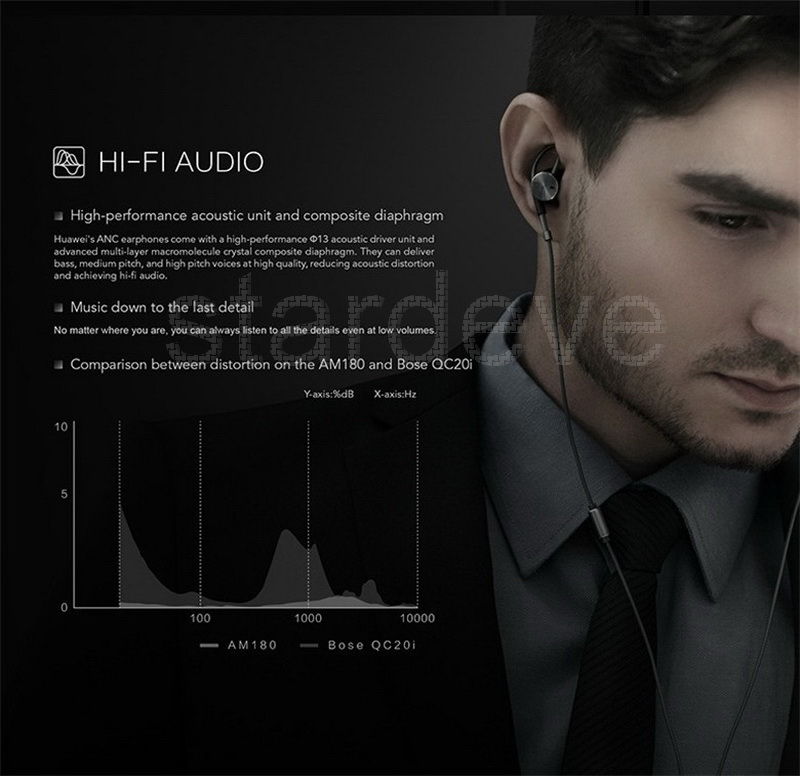 HI-FI AUDIO
High-performance acoustic unit and composite diaphragm
Huawei's ANC earphones come with a high-performance Φ13 acoustic driver unit and
advanced multi-layer macromolecule crystal composite diaphragm. They can deliver
bass, medium pitch, and high pitch voices at high quality, reducing acoustic distortion
and achieving hi-fi audio.
Music down to the last detail
No matter where you are, you can always listen to all the details even at low volumes.
stardeve
Comparison between distortion on the AM180 and Bose QC20i
Y-axis:%dB X-axis:Hz
10
5
0
100 1000 10000
AM180 Bose QC20i